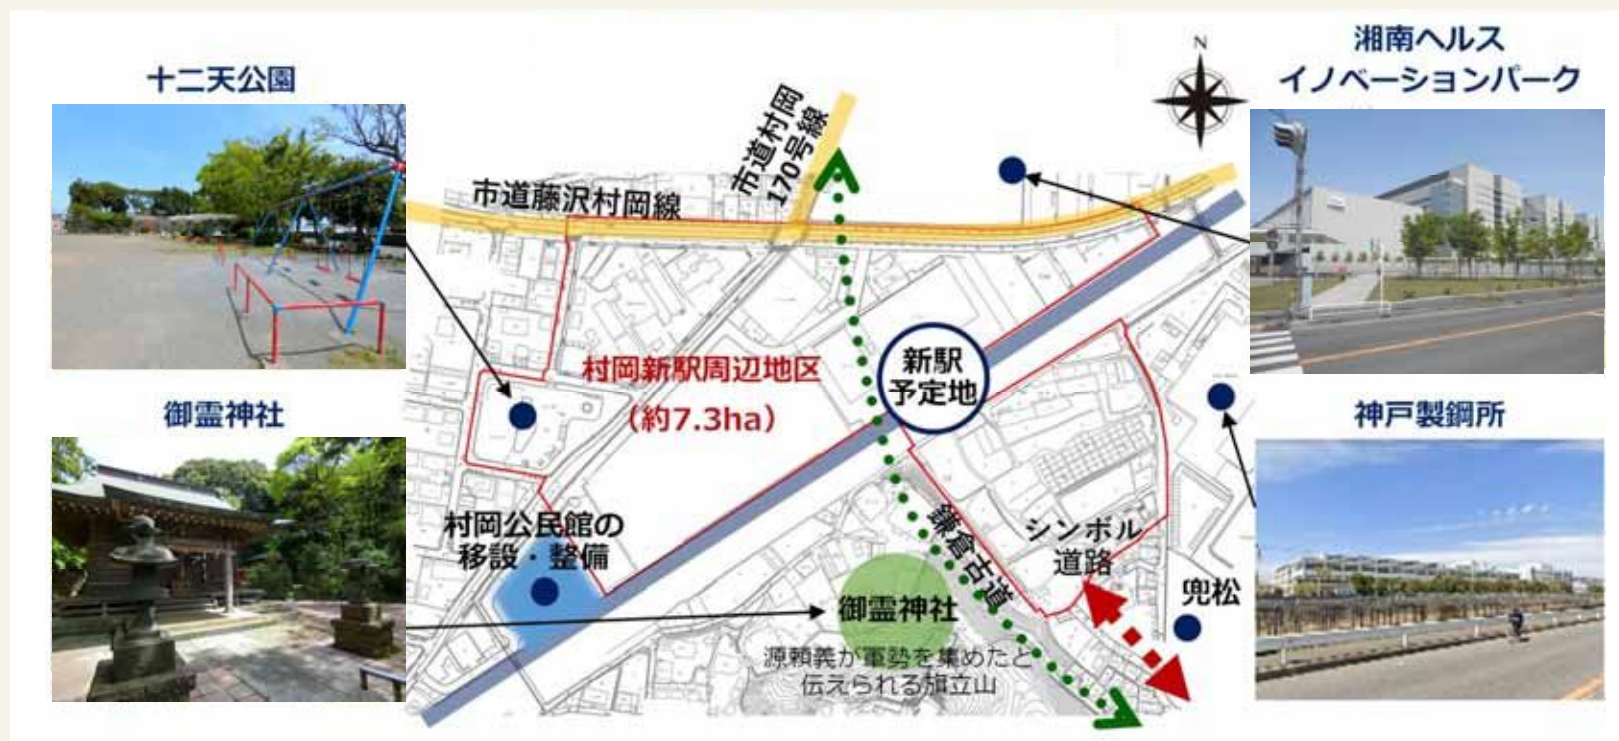 十二天公園
御霊神社
N
湘南ヘルス
イノベーションパーク
神戸製鋼所
市道村岡
170号線
市道藤沢村岡線
村岡新駅周辺地区
（約7.3ha）
新駅
予定地
村岡公民館の
移設・整備
鎌倉古道
シンボル
道路
兜松
御霊神社
源頼義が軍勢を集めたと
伝えられる旗立山